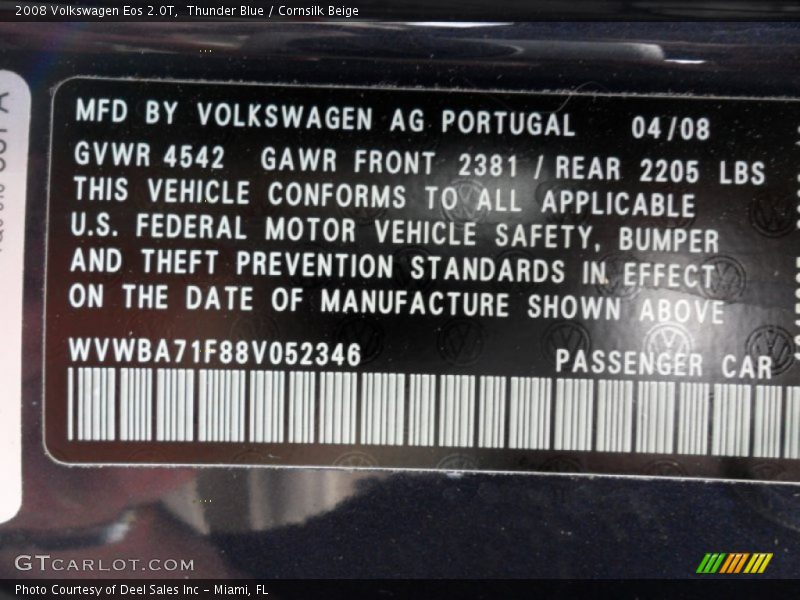 2008 Volkswagen Eos 2.0T,  Thunder Blue / Cornsilk Beige
MFD BY VOLKSWAGEN AG PORTUGAL 04/08
GVWR 4542 GAWR FRONT 2381 / REAR 2205 LBS
THIS VEHICLE CONFORMS TO ALL APPLICABLE
U.S. FEDERAL MOTOR VEHICLE SAFETY, BUMPER
AND THEFT PREVENTION STANDARDS IN EFFECT
ON THE DATE OF MANUFACTURE SHOWN ABOVE
WVWBA71F88V052346 PASSENGER CAR
GTCARLOT.COM
Photo Courtesy of Deel Sales Inc - Miami, FL